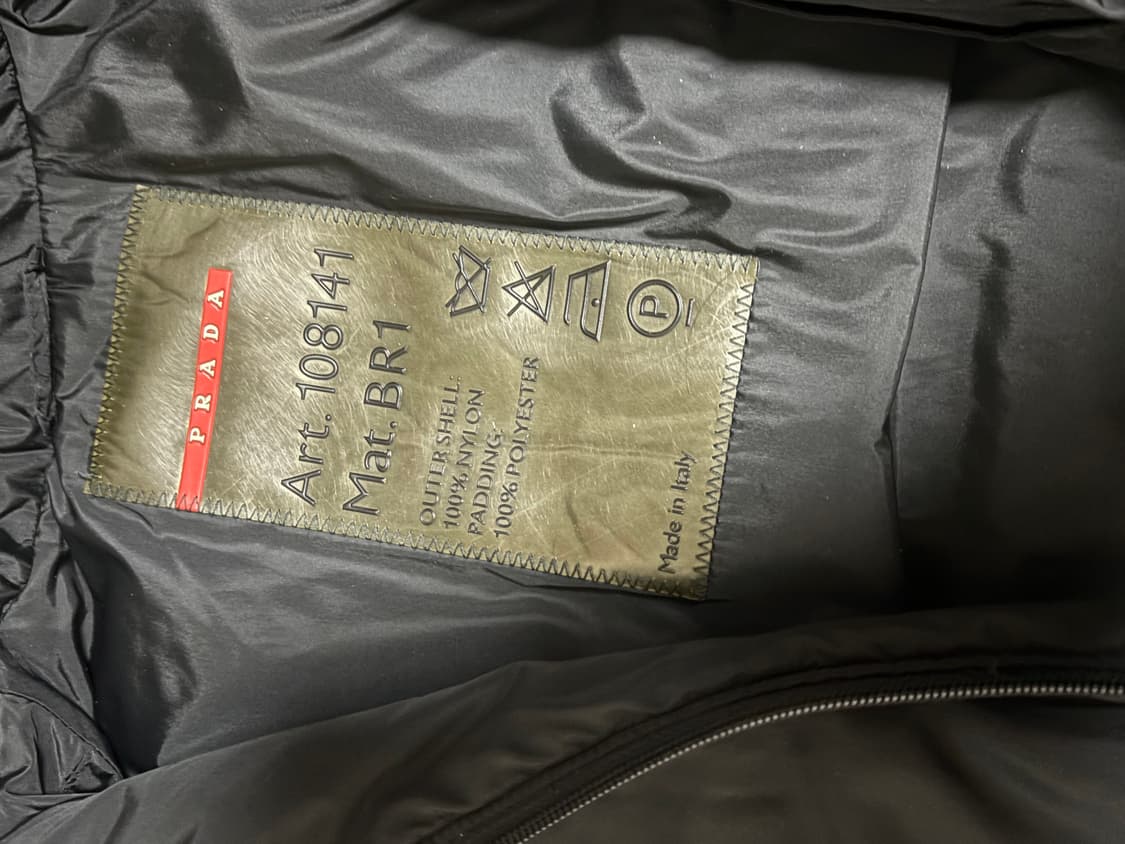 PRADA
Art. 108141
Mat. BR1
OUTER SHELL:
100% NYLON
PADDING:
100% POLYESTER
P
Made in Italy